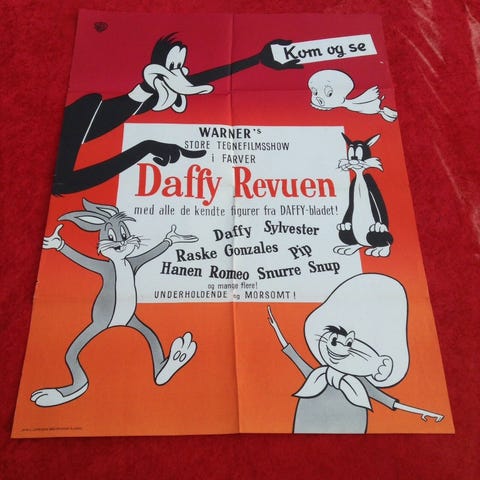 Kom og se
WARNER's
STORE TEGNEFILMSSHOW
i FARVER
Daffy Revuen
med alle de kendte figurer fra DAFFY-bladet!
Daffy Sylvester
Raske Gonzales Pip
Hanen Romeo Snurre Snup
og mange flere!
UNDERHOLDENDE og MORSOMT!